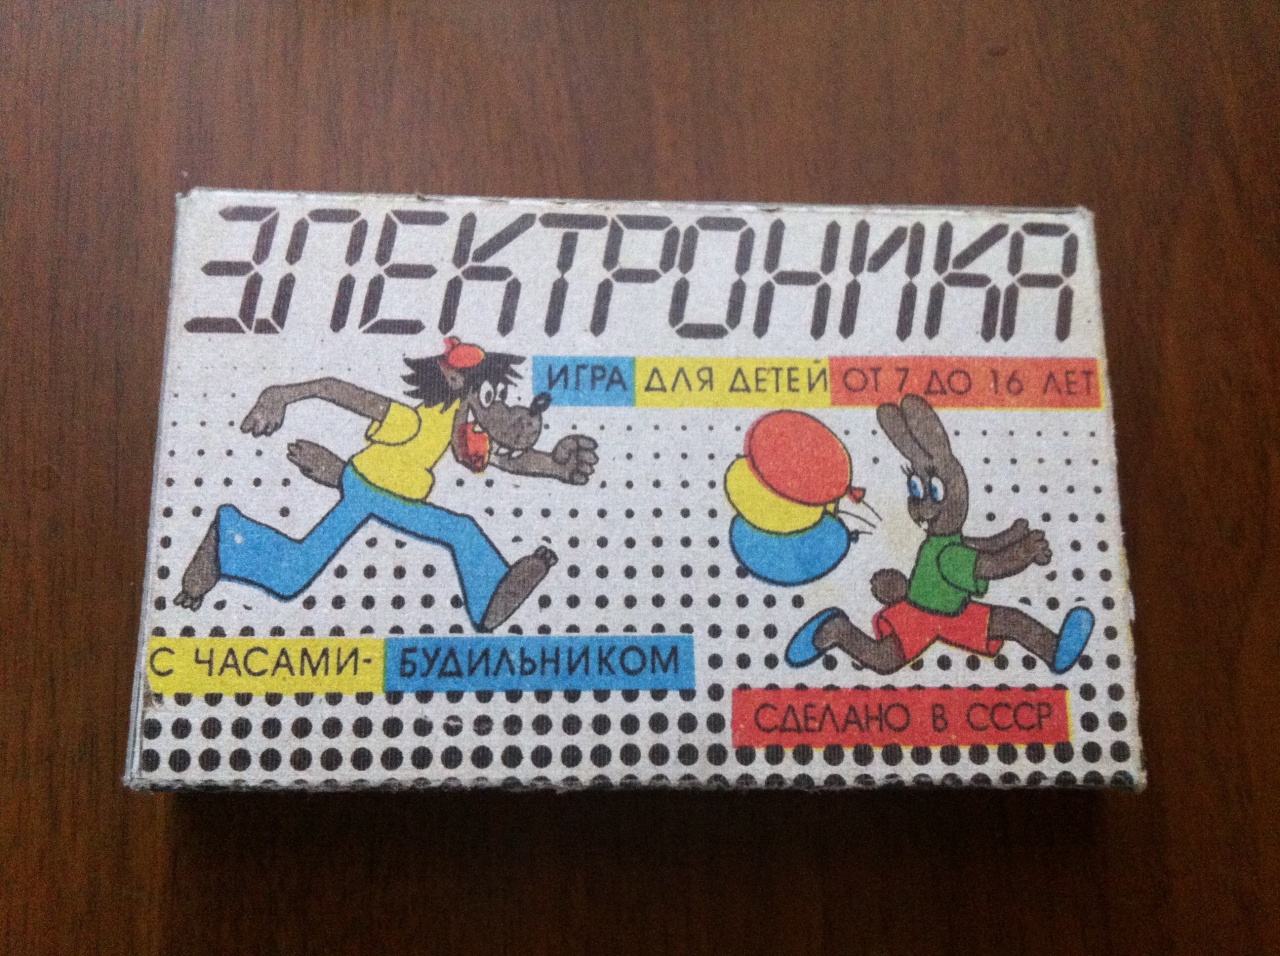 ЭЛЕКТРОНИКА
ИГРА ДЛЯ ДЕТЕЙ ОТ 7 ДО 16 ЛЕТ
С ЧАСАМИ-БУДИЛЬНИКОМ
СДЕЛАНО В СССР